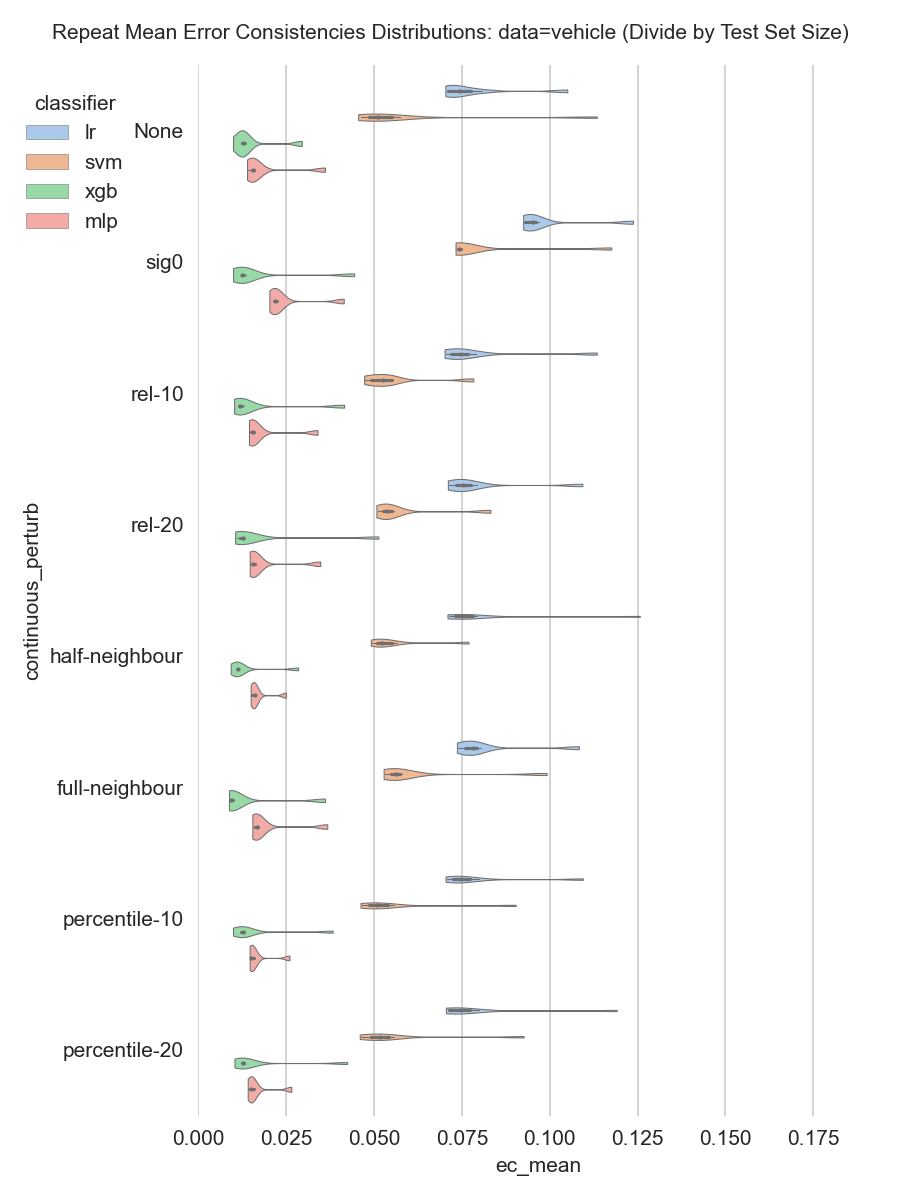 Repeat Mean Error Consistencies Distributions: data=vehicle (Divide by Test Set Size)
classifier
lr
svm
xgb
mlp
None
sig0
rel-10
rel-20
half-neighbour
full-neighbour
percentile-10
percentile-20
continuous_perturb
0.000 0.025 0.050 0.075 0.100 0.125 0.150 0.175
ec_mean